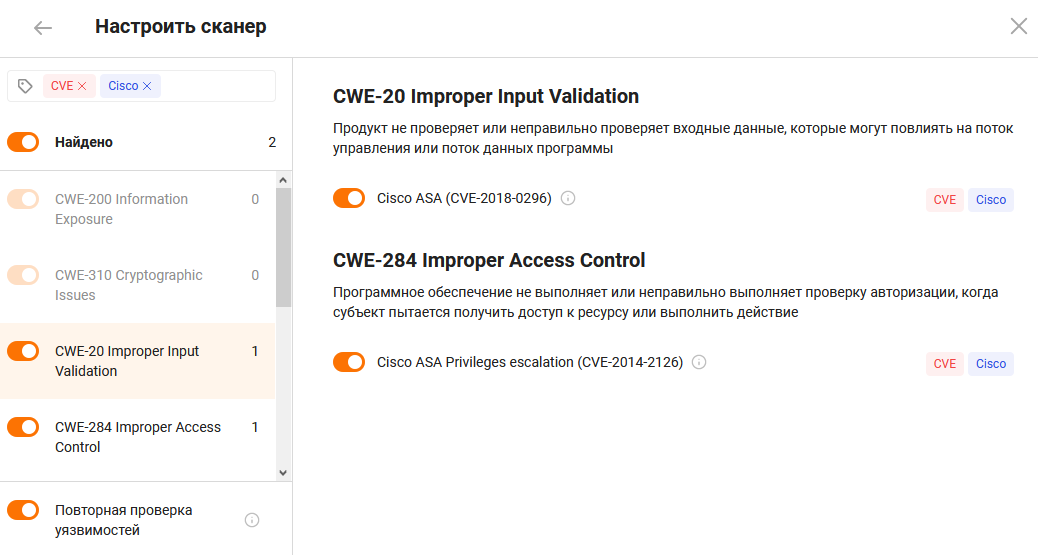 Настроить сканер
CVE
Cisco
Найдено
2
CWE-200 Information
Exposure
0
CWE-310 Cryptographic
Issues
0
CWE-20 Improper Input
Validation
1
CWE-284 Improper Access
Control
1
Повторная проверка
уязвимостей
CWE-20 Improper Input Validation
Продукт не проверяет или неправильно проверяет входные данные, которые могут повлиять на поток
управления или поток данных программы
Cisco ASA (CVE-2018-0296)
CVE
Cisco
CWE-284 Improper Access Control
Программное обеспечение не выполняет или неправильно выполняет проверку авторизации, когда
субъект пытается получить доступ к ресурсу или выполнить действие
Cisco ASA Privileges escalation (CVE-2014-2126)
CVE
Cisco